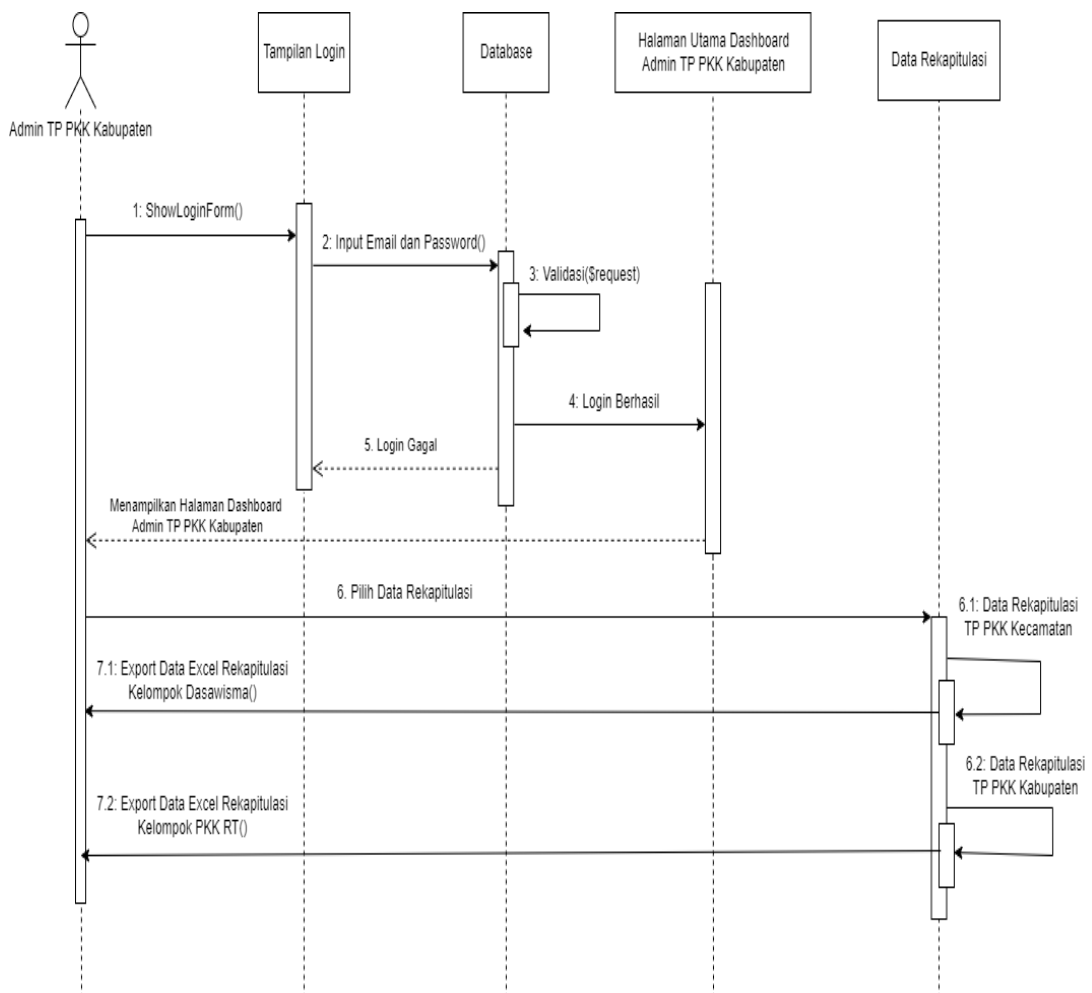 Tampilan Login
Database
Halaman Utama Dashboard
Admin TP PKK Kabupaten
Data Rekapitulasi
Admin TP PKK Kabupaten
1: ShowLoginForm()
2: Input Email dan Password()
3: Validasi($request)
4: Login Berhasil
5. Login Gagal
Menampilkan Halaman Dashboard
Admin TP PKK Kabupaten
6. Pilih Data Rekapitulasi
6.1: Data Rekapitulasi
TP PKK Kecamatan
7.1: Export Data Excel Rekapitulasi
Kelompok Dasawisma()
6.2: Data Rekapitulasi
TP PKK Kabupaten
7.2: Export Data Excel Rekapitulasi
Kelompok PKK RT()